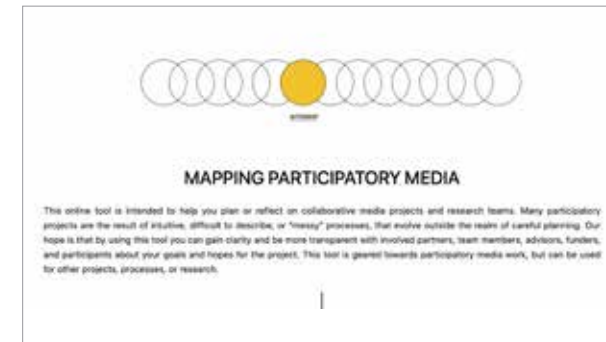 MAPPING PARTICIPATORY MEDIA
This online tool is intended to help you plan or reflect on collaborative media projects and research teams. Many participatory
projects are the result of intuitive, difficult to describe, or "messy" processes, that evolve outside the realm of careful planning. Our
hope is that by using this tool you can gain clarity and be more transparent with involved partners, team members, advisors, funders,
and participants about your goals and hopes for the project. This tool is geared towards participatory media work, but can be used
for other projects, processes, or research.